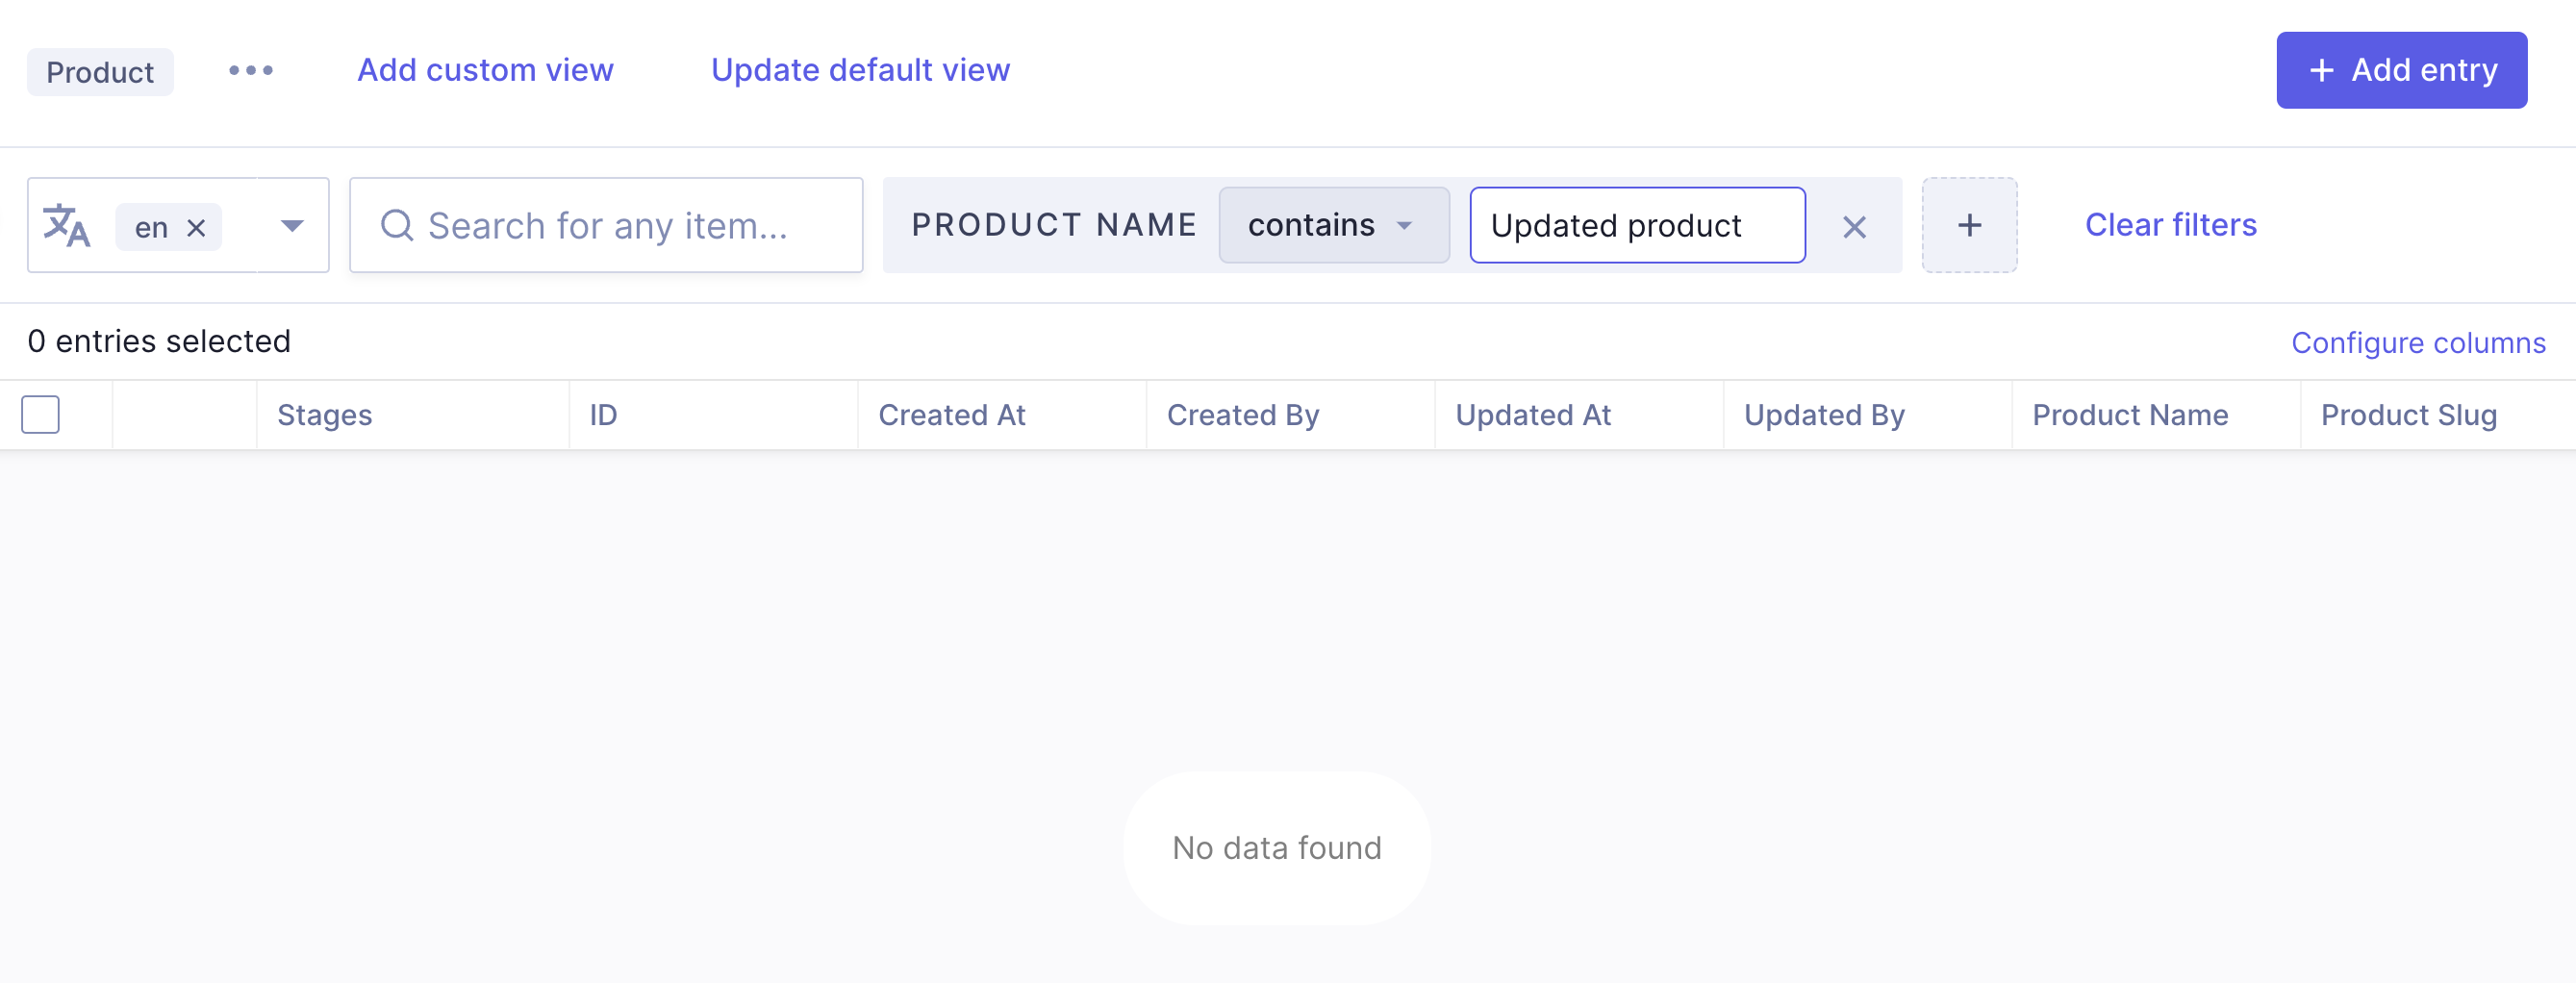 Product
Add custom view
Update default view
+ Add entry
en
Search for any item...
PRODUCT NAME
contains
Updated product
Clear filters
0 entries selected
Configure columns
Stages
ID
Created At
Created By
Updated At
Updated By
Product Name
Product Slug
No data found